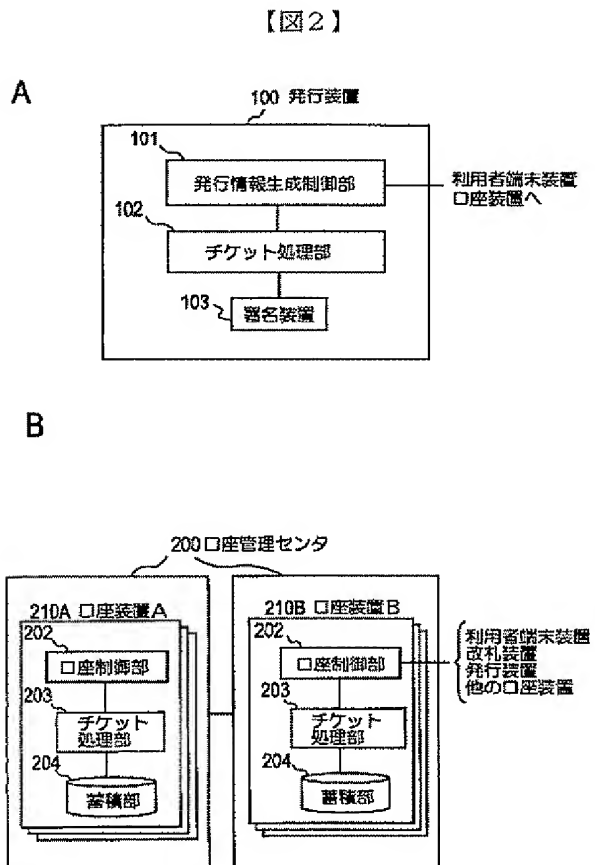 【図2】
A
100 発行装置
101
発行情報生成制御部
利用者端末装置
口座装置へ
102
チケット処理部
103
署名装置
B
200口座管理センタ
210A 口座装置A
202
口座制御部
203
チケット
処理部
204
蓄積部
210B 口座装置B
202
口座制御部
203
チケット
処理部
204
蓄積部
利用者端末装置
改札装置
発行装置
他の口座装置